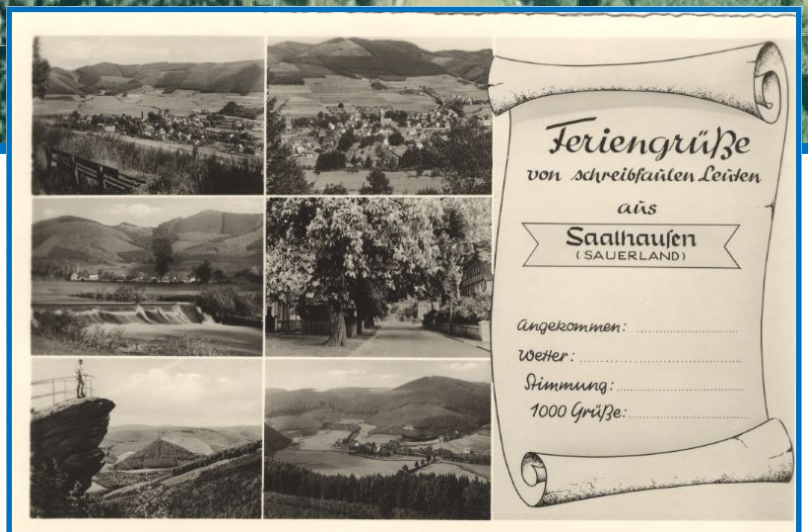 Feriengrüße
von schreibfaulen Leuten
aus
Saalhausen
(SAUERLAND)
Angekommen: ........................
Wetter: ........................
Stimmung: ........................
1000 Grüße: ........................